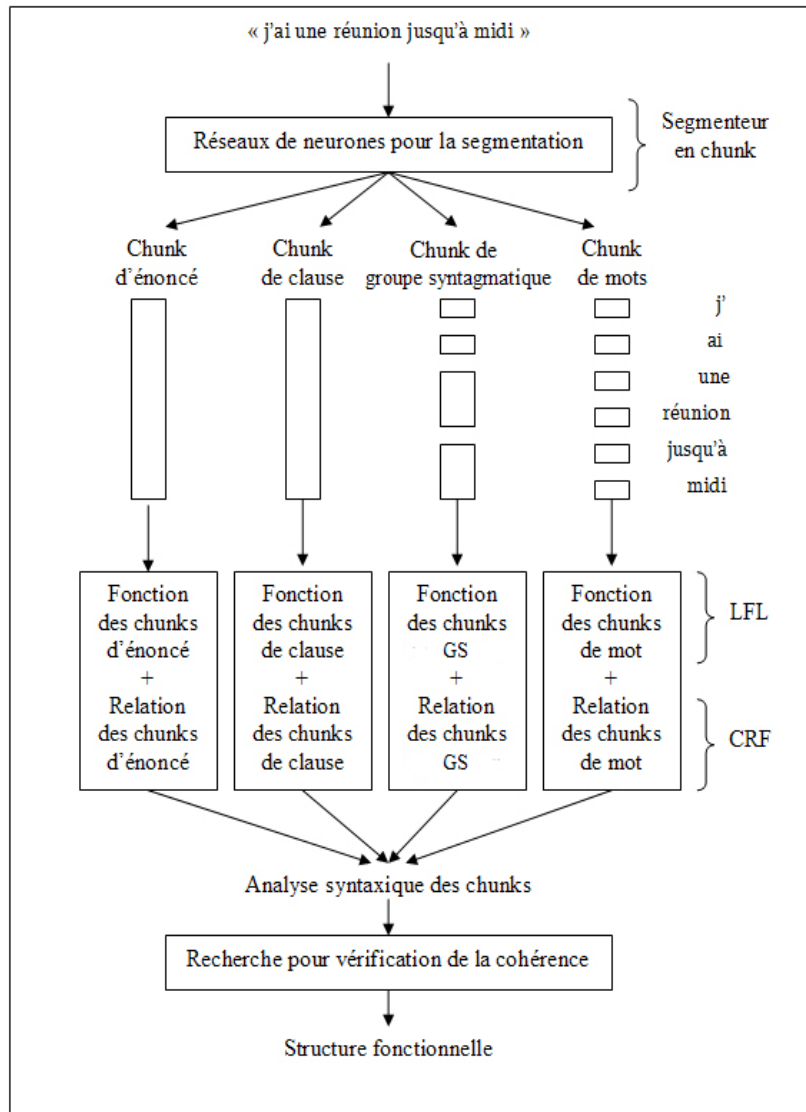 « j'ai une réunion jusqu'à midi »
Réseaux de neurones pour la segmentation
Segmenteur
en chunk
Chunk
d'énoncé
Chunk
de clause
Chunk de
groupe syntagmatique
Chunk
de mots
j'
ai
une
réunion
jusqu'à
midi
Fonction
des chunks
d'énoncé
+
Relation
des chunks
d'énoncé
Fonction
des chunks
de clause
+
Relation
des chunks
de clause
Fonction
des chunks
GS
+
Relation
des chunks
GS
Fonction
des chunks
de mot
+
Relation
des chunks
de mot
LFL
CRF
Analyse syntaxique des chunks
Recherche pour vérification de la cohérence
Structure fonctionnelle